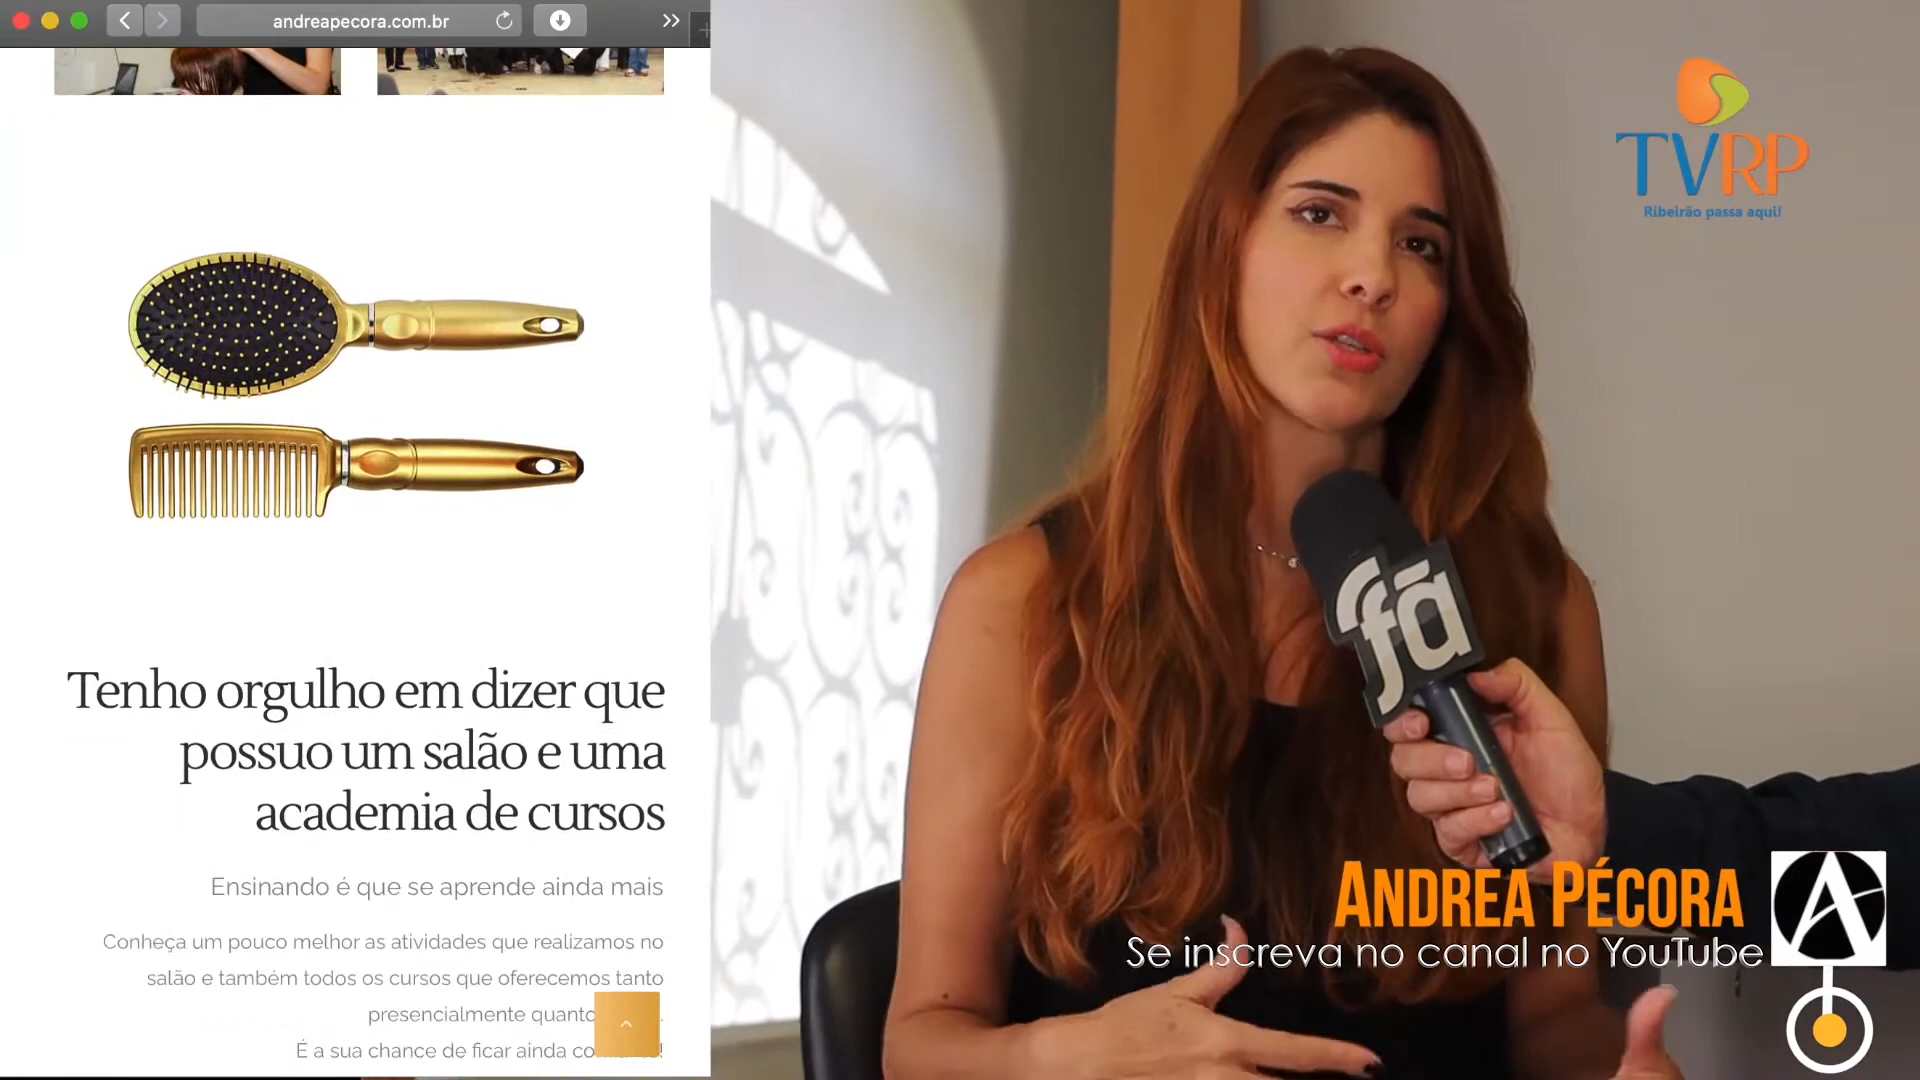 andreapecora.com.br
Tenho orgulho em dizer que
possuo um salão e uma
academia de cursos
Ensinando é que se aprende ainda mais
Conheça um pouco melhor as atividades que realizamos no
salão e também todos os cursos que oferecemos tanto
presencialmente quanto
É a sua chance de ficar ainda
TVRP
Ribeirão passa aqui!
fã
ANDREA PÉCORA
Se inscreva no canal no YouTube
A